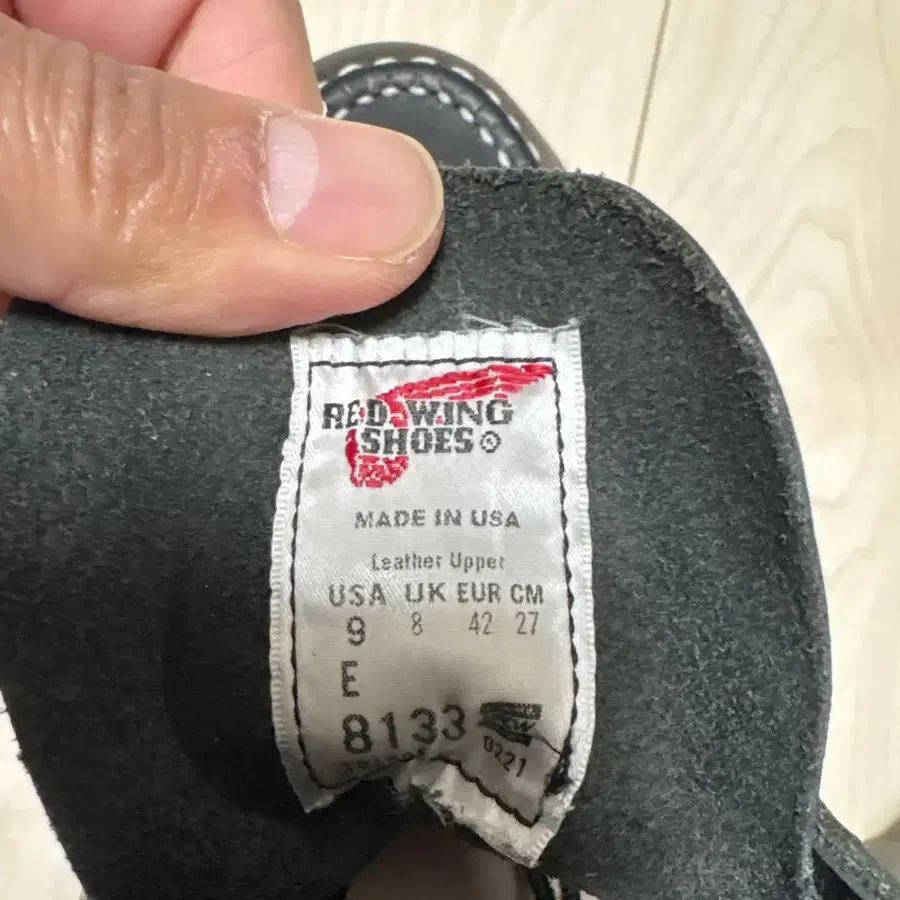 RED WING
SHOES ®
MADE IN USA
Leather Upper
USA UK EUR CM
9 8 42 27
E
8133
0221